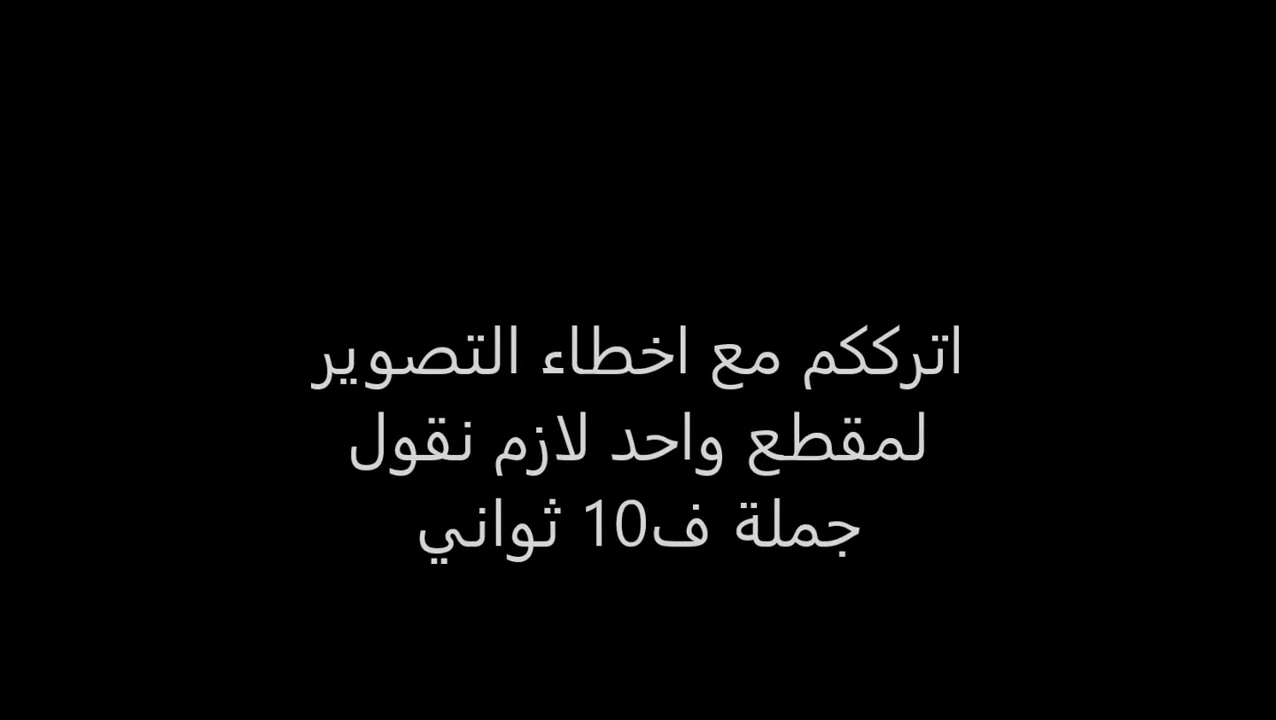 اترككم مع اخطاء التصوير
لمقطع واحد لازم نقول
جملة ف10 ثواني